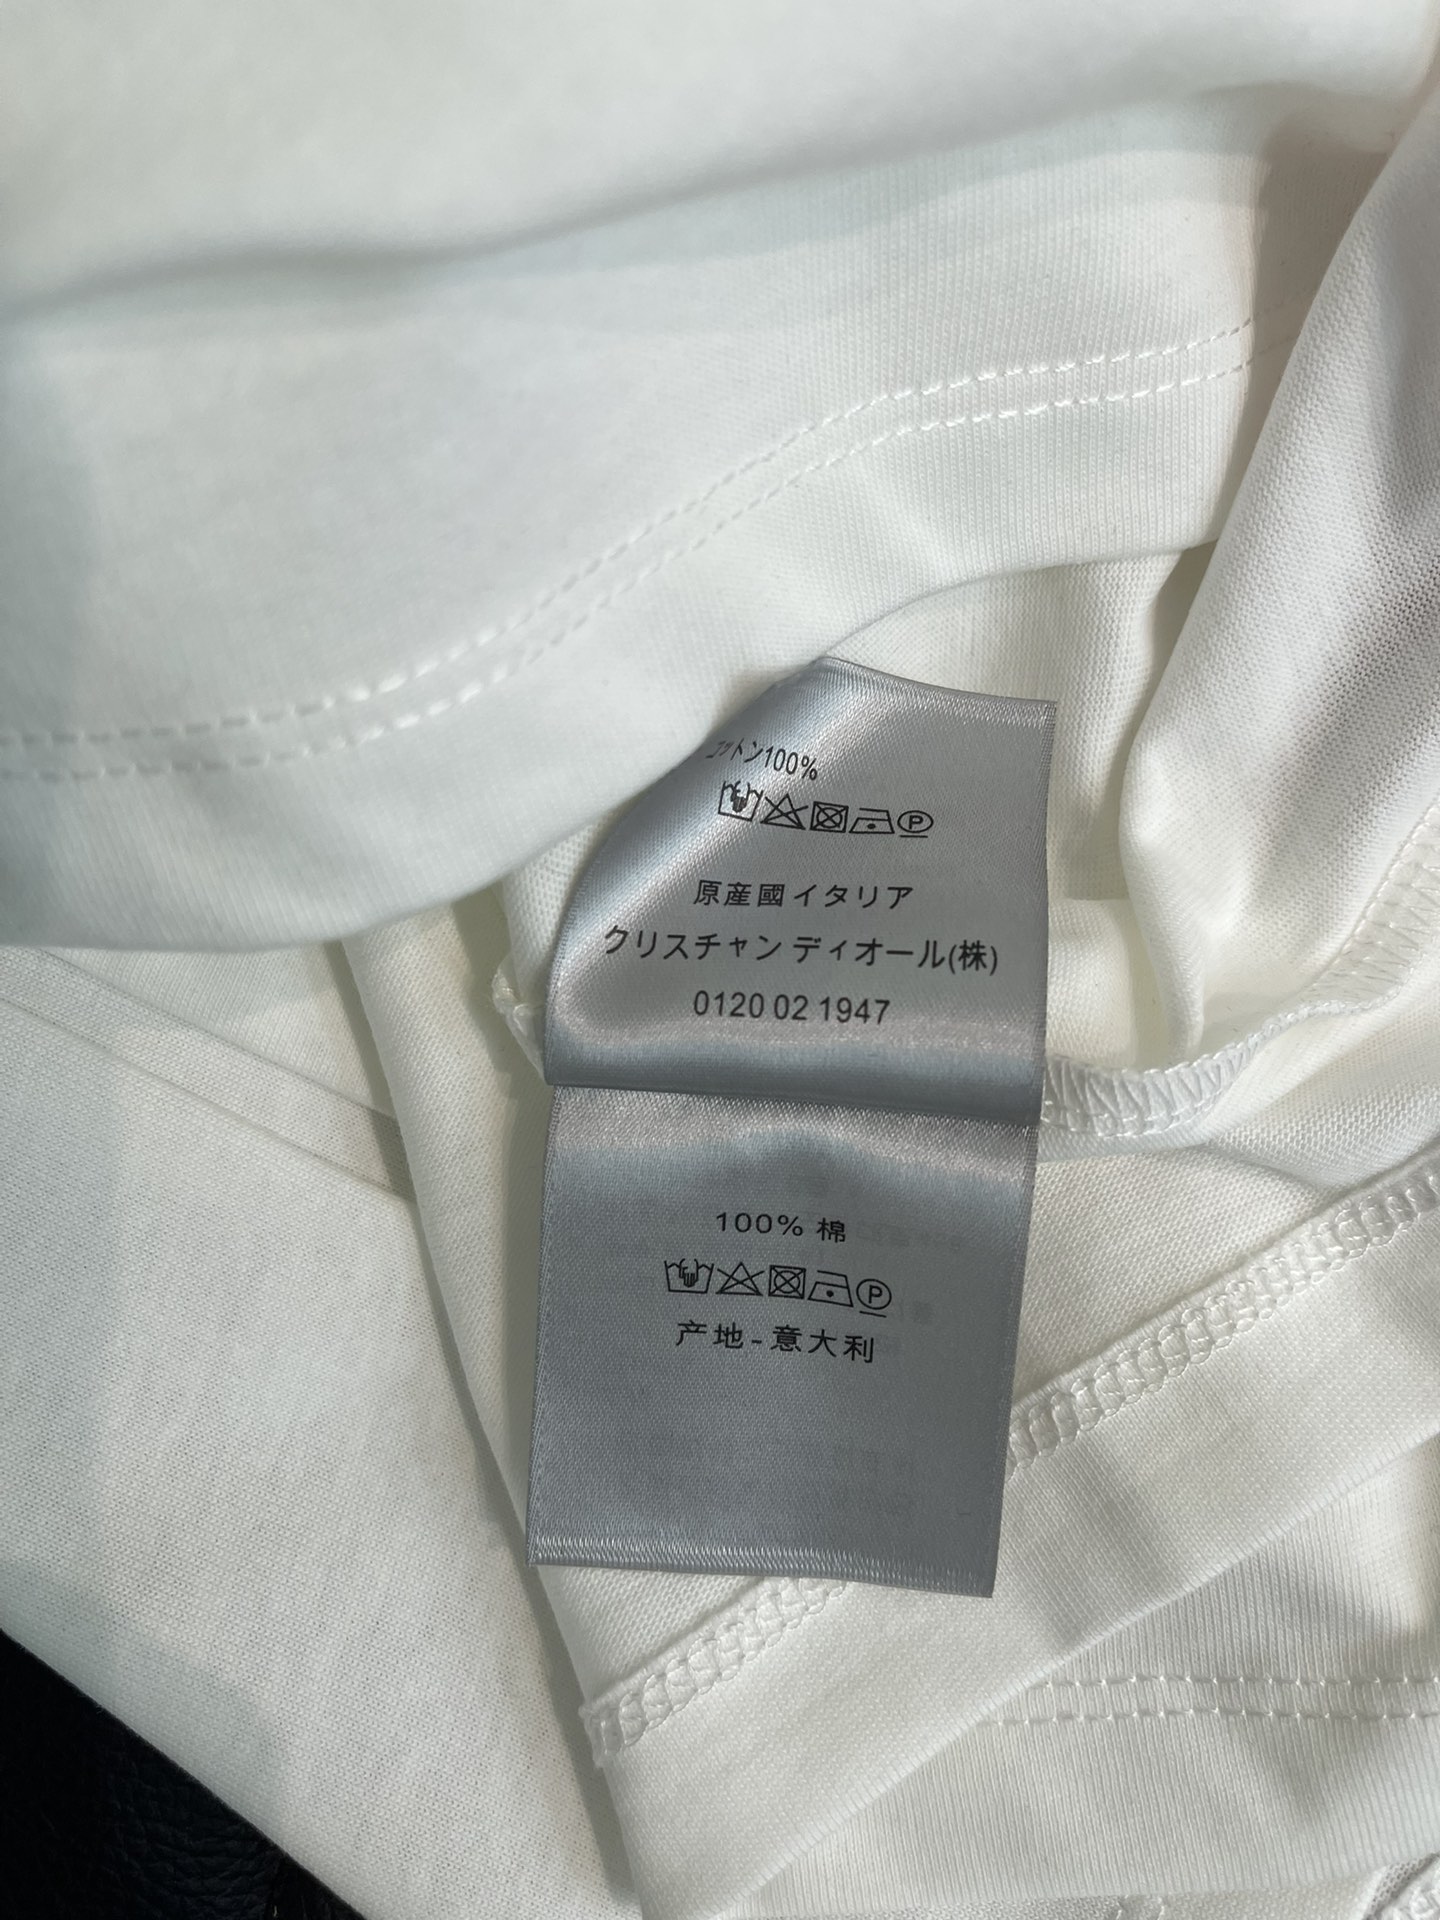 コットン100%
原産國イタリア
クリスチャン ディオール(株)
0120 02 1947
100% 棉
产地-意大利